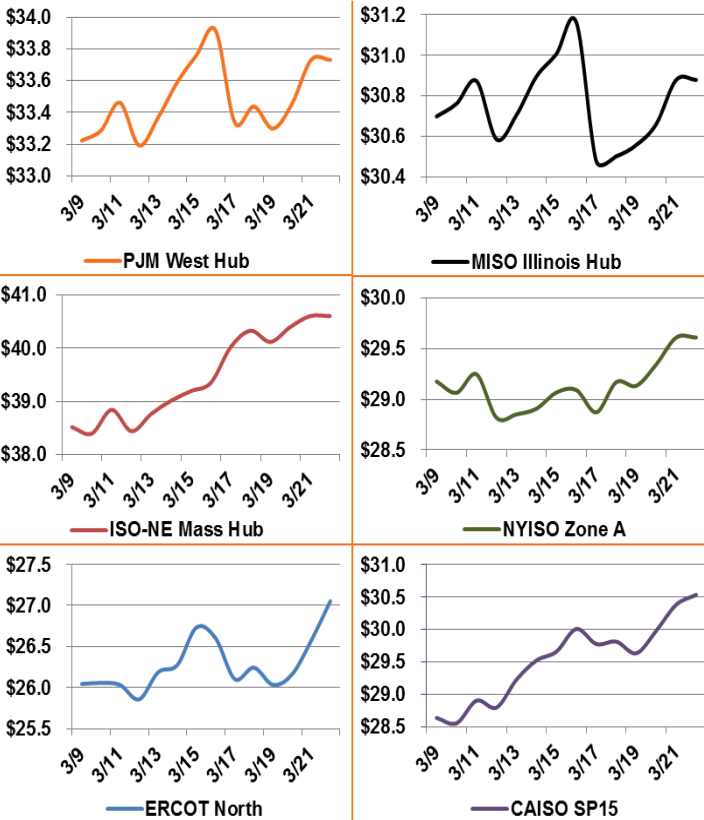 $34.0
$33.8
$33.6
$33.4
$33.2
$33.0
3/9 3/11 3/13 3/15 3/17 3/19 3/21
PJM West Hub
$31.2
$31.0
$30.8
$30.6
$30.4
3/9 3/11 3/13 3/15 3/17 3/19 3/21
MISO Illinois Hub
$41.0
$40.0
$39.0
$38.0
3/9 3/11 3/13 3/15 3/17 3/19 3/21
ISO-NE Mass Hub
$30.0
$29.5
$29.0
$28.5
3/9 3/11 3/13 3/15 3/17 3/19 3/21
NYISO Zone A
$27.5
$27.0
$26.5
$26.0
$25.5
3/9 3/11 3/13 3/15 3/17 3/19 3/21
ERCOT North
$31.0
$30.5
$30.0
$29.5
$29.0
$28.5
3/9 3/11 3/13 3/15 3/17 3/19 3/21
CAISO SP15